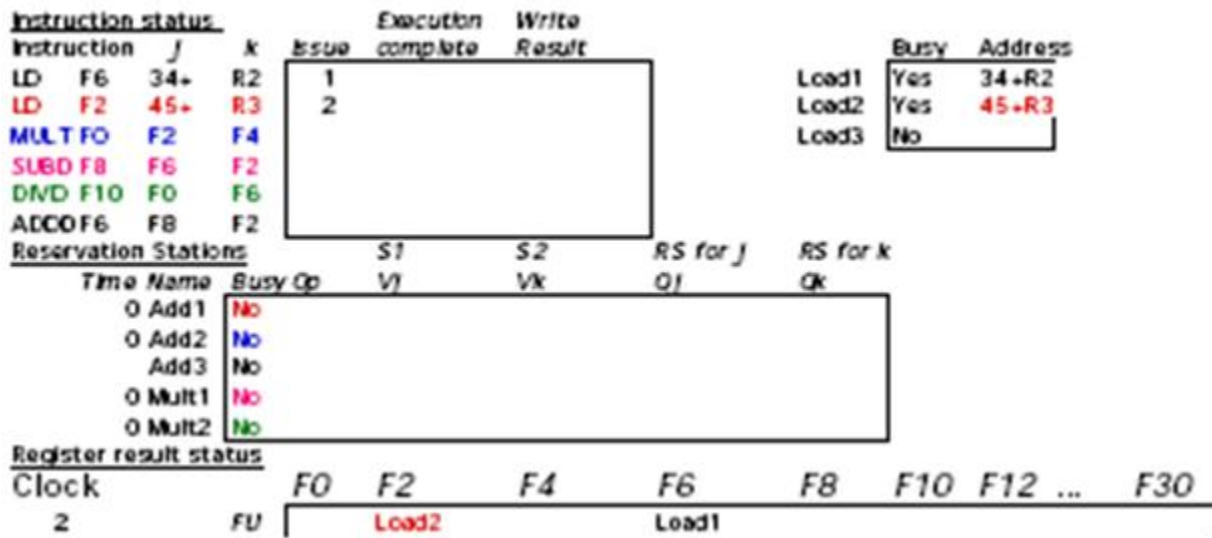 Instruction status Execution Write
Instruction j k Issue complete Result Busy Address
LD F6 34+ R2 1 Load1 Yes 34+R2
LD F2 45+ R3 2 Load2 Yes 45+R3
MULT F0 F2 F4 Load3 No
SUBD F8 F6 F2
DIVD F10 F0 F6
ADDD F6 F8 F2
Reservation Stations S1 S2 RS for j RS for k
Time Name Busy Op Vj Vk Qj Qk
0 Add1 No
0 Add2 No
Add3 No
0 Mult1 No
0 Mult2 No
Register result status
Clock F0 F2 F4 F6 F8 F10 F12 ... F30
2 FU Load2 Load1